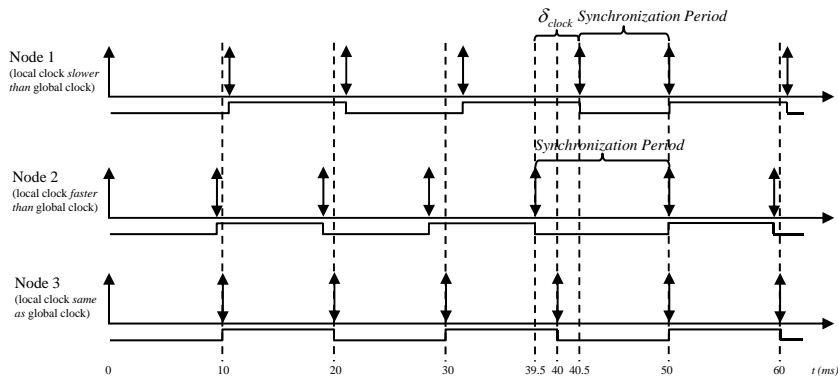 δclock Synchronization Period
Node 1
(local clock slower
than global clock)
Synchronization Period
Node 2
(local clock faster
than global clock)
Node 3
(local clock same
as global clock)
0 10 20 30 39.5 40 40.5 50 60 t (ms)